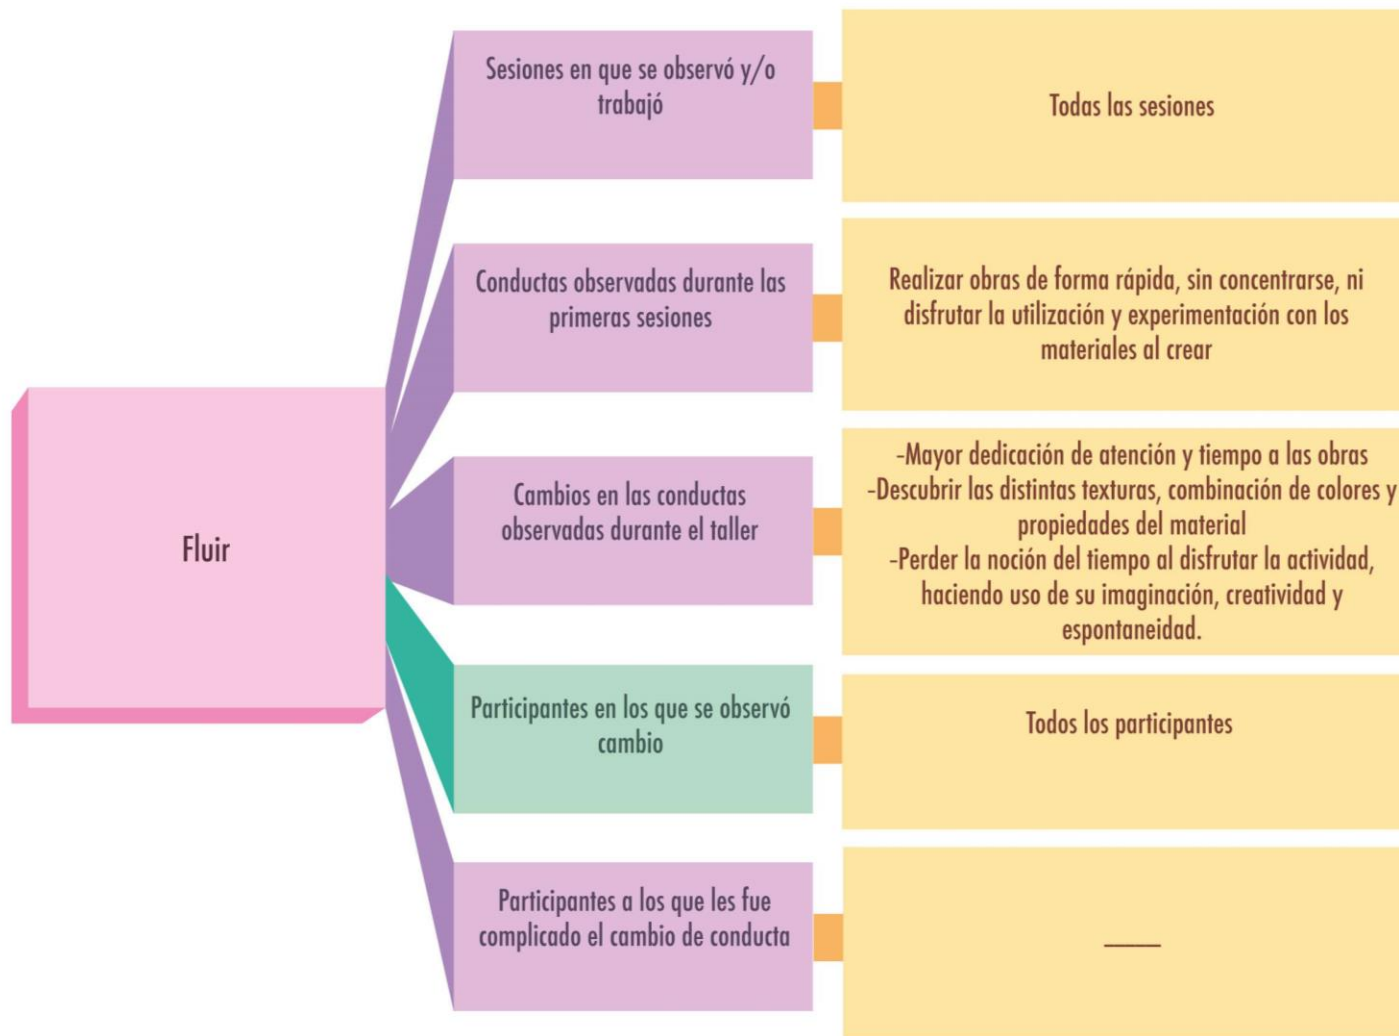 Fluir
Sesiones en que se observó y/o
trabajó
Todas las sesiones
Conductas observadas durante las
primeras sesiones
Realizar obras de forma rápida, sin concentrarse, ni
disfrutar la utilización y experimentación con los
materiales al crear
Cambios en las conductas
observadas durante el taller
-Mayor dedicación de atención y tiempo a las obras
-Descubrir las distintas texturas, combinación de colores y
propiedades del material
-Perder la noción del tiempo al disfrutar la actividad,
haciendo uso de su imaginación, creatividad y
espontaneidad.
Participantes en los que se observó
cambio
Todos los participantes
Participantes a los que les fue
complicado el cambio de conducta
_____